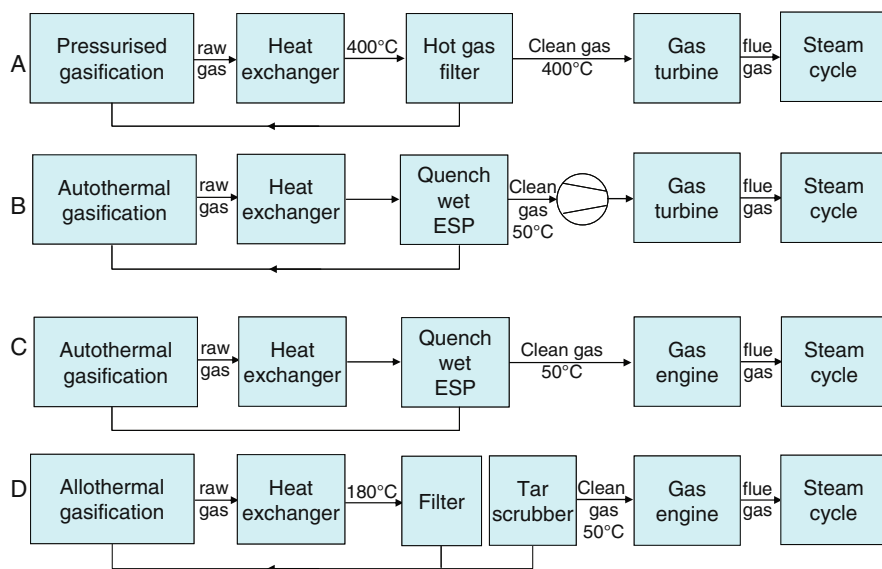 A
Pressurised
gasification
raw
gas
Heat
exchanger
400°C
Hot gas
filter
Clean gas
400°C
Gas
turbine
flue
gas
Steam
cycle
B
Autothermal
gasification
raw
gas
Heat
exchanger
Quench
wet
ESP
Clean
gas
50°C
Gas
turbine
flue
gas
Steam
cycle
C
Autothermal
gasification
raw
gas
Heat
exchanger
Quench
wet
ESP
Clean gas
50°C
Gas
engine
flue
gas
Steam
cycle
D
Allothermal
gasification
raw
gas
Heat
exchanger
180°C
Filter
Tar
scrubber
Clean
gas
50°C
Gas
engine
flue
gas
Steam
cycle